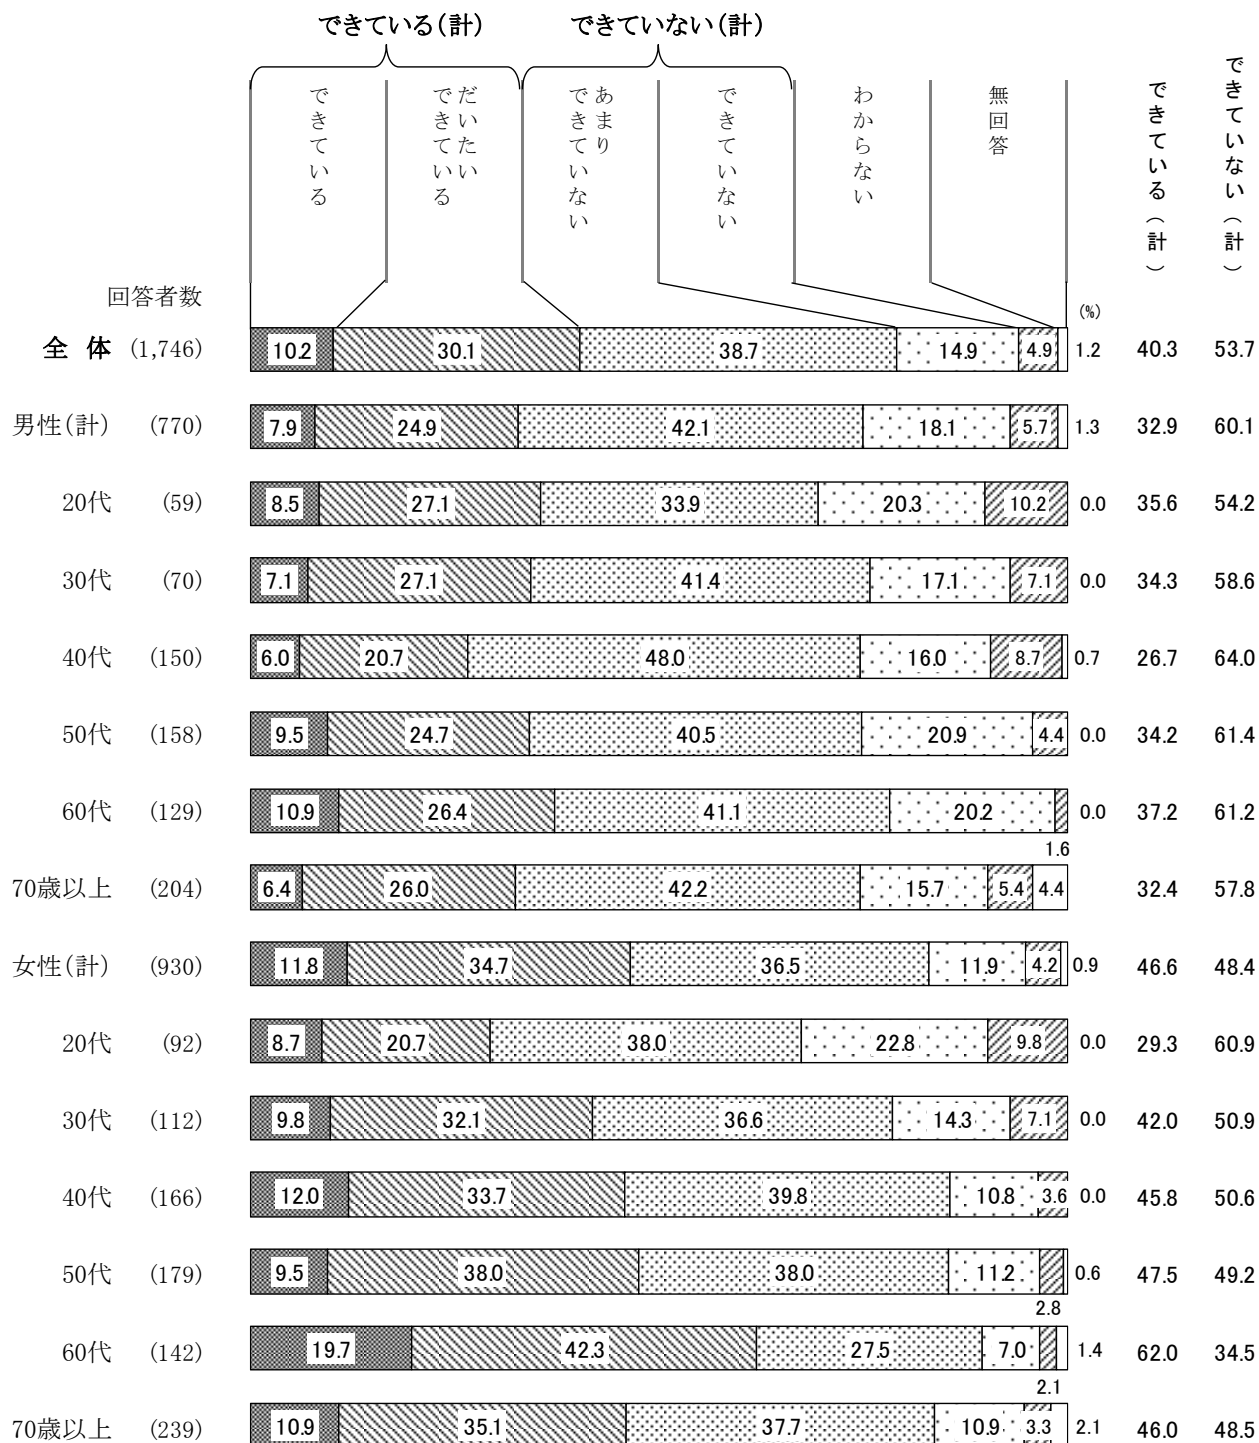 できている(計) できていない(計)
できている
だいたい
できている
あまり
できていない
できていない
わからない
無回答
できている(計)
できていない(計)
回答者数
(%)
全 体 (1,746) 10.2 30.1 38.7 14.9 4.9 1.2 40.3 53.7
男性(計) (770) 7.9 24.9 42.1 18.1 5.7 1.3 32.9 60.1
20代 (59) 8.5 27.1 33.9 20.3 10.2 0.0 35.6 54.2
30代 (70) 7.1 27.1 41.4 17.1 7.1 0.0 34.3 58.6
40代 (150) 6.0 20.7 48.0 16.0 8.7 0.7 26.7 64.0
50代 (158) 9.5 24.7 40.5 20.9 4.4 0.0 34.2 61.4
60代 (129) 10.9 26.4 41.1 20.2 0.0 37.2 61.2
1.6
70歳以上 (204) 6.4 26.0 42.2 15.7 5.4 4.4 32.4 57.8
女性(計) (930) 11.8 34.7 36.5 11.9 4.2 0.9 46.6 48.4
20代 (92) 8.7 20.7 38.0 22.8 9.8 0.0 29.3 60.9
30代 (112) 9.8 32.1 36.6 14.3 7.1 0.0 42.0 50.9
40代 (166) 12.0 33.7 39.8 10.8 3.6 0.0 45.8 50.6
50代 (179) 9.5 38.0 38.0 11.2 0.6 47.5 49.2
2.8
60代 (142) 19.7 42.3 27.5 7.0 1.4 62.0 34.5
2.1
70歳以上 (239) 10.9 35.1 37.7 10.9 3.3 2.1 46.0 48.5